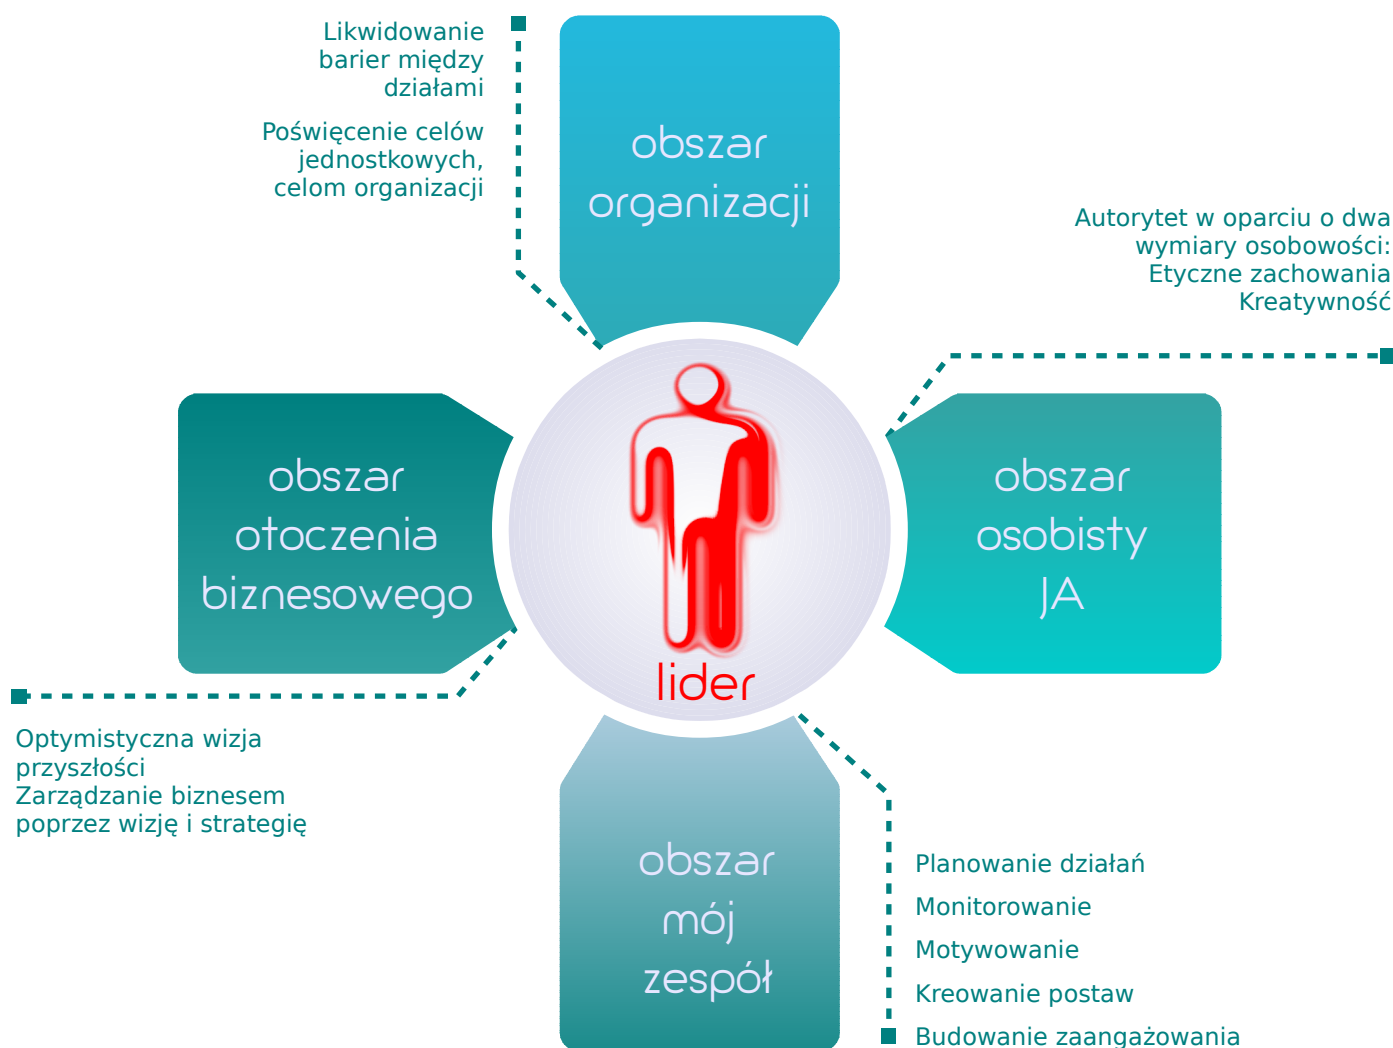 Likwidowanie
barier między
działami
Poświęcenie celów
jednostkowych,
celom organizacji
obszar
organizacji
Autorytet w oparciu o dwa
wymiary osobowości:
Etyczne zachowania
Kreatywność
obszar
otoczenia
biznesowego
obszar
osobisty
JA
lider
Optymistyczna wizja
przyszłości
Zarządzanie biznesem
poprzez wizję i strategię
obszar
mój
zespół
Planowanie działań
Monitorowanie
Motywowanie
Kreowanie postaw
Budowanie zaangażowania